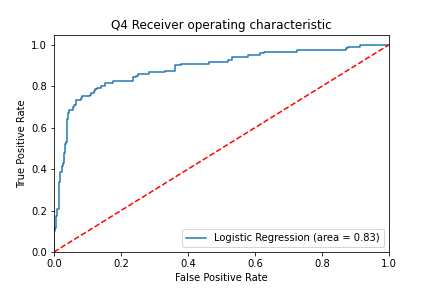 Q4 Receiver operating characteristic
1.0
0.8
0.6
0.4
0.2
0.0
True Positive Rate
Logistic Regression (area = 0.83)
0.0 0.2 0.4 0.6 0.8 1.0
False Positive Rate